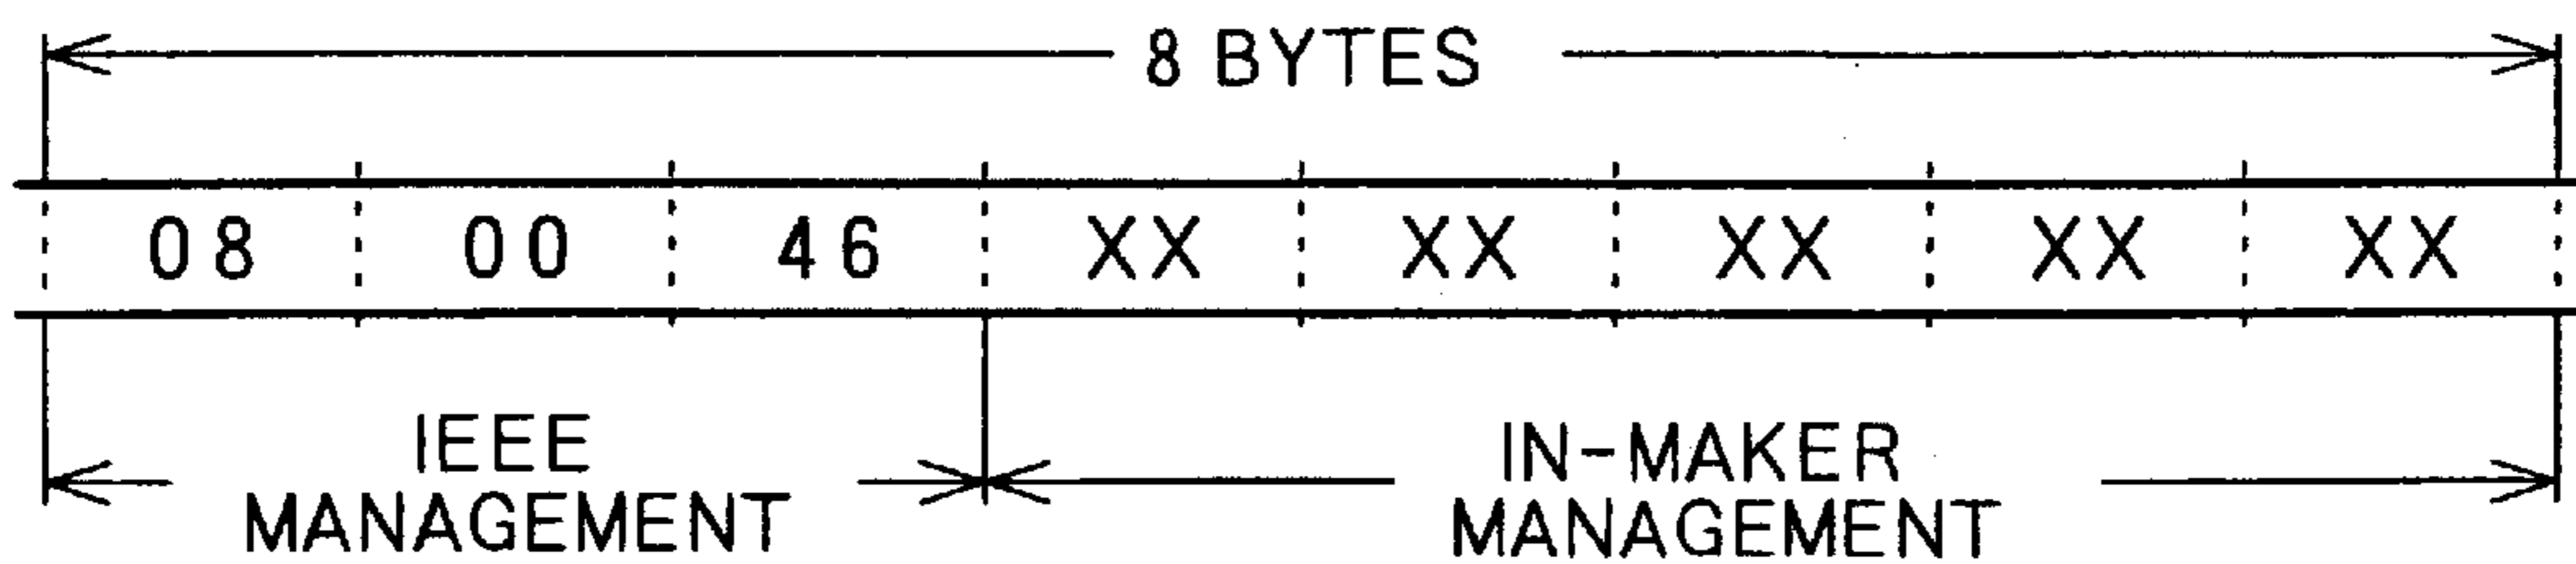 8 BYTES
08 00 46 XX XX XX XX XX
IEEE
MANAGEMENT
IN-MAKER
MANAGEMENT